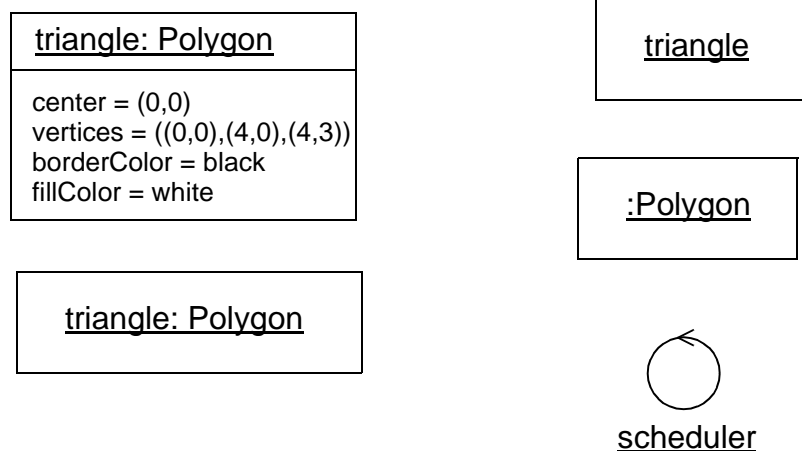 triangle: Polygon
center = (0,0)
vertices = ((0,0),(4,0),(4,3))
borderColor = black
fillColor = white
triangle: Polygon
triangle
:Polygon
scheduler